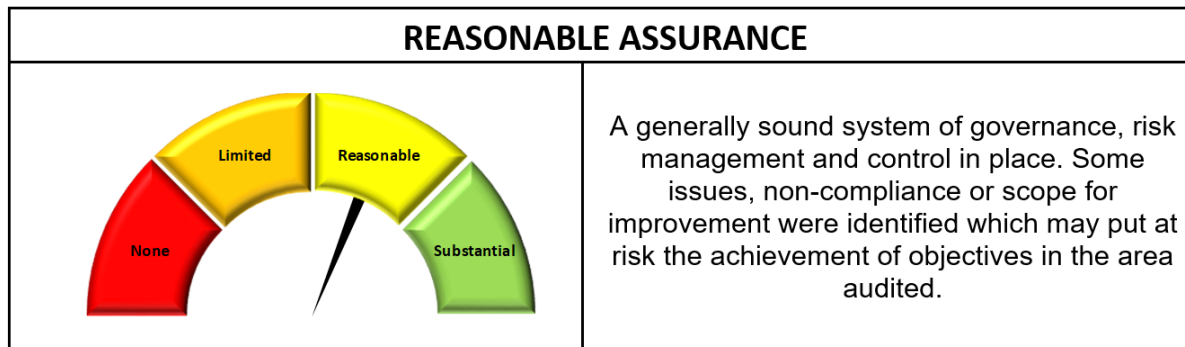 REASONABLE ASSURANCE
Limited
Reasonable
None
Substantial
A generally sound system of governance, risk
management and control in place. Some
issues, non-compliance or scope for
improvement were identified which may put at
risk the achievement of objectives in the area
audited.